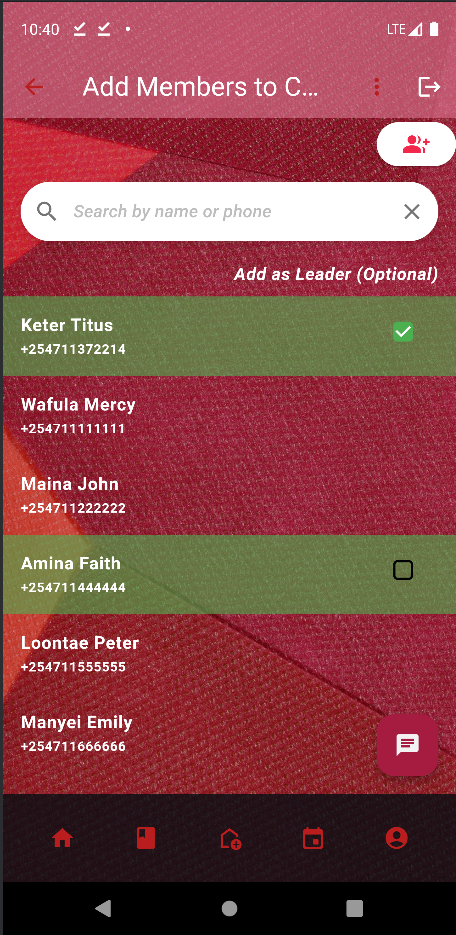 10:40 LTE
Add Members to C...
Search by name or phone
Add as Leader (Optional)
Keter Titus
+254711372214
Wafula Mercy
+254711111111
Maina John
+254711222222
Amina Faith
+254711444444
Loontae Peter
+254711555555
Manyei Emily
+254711666666